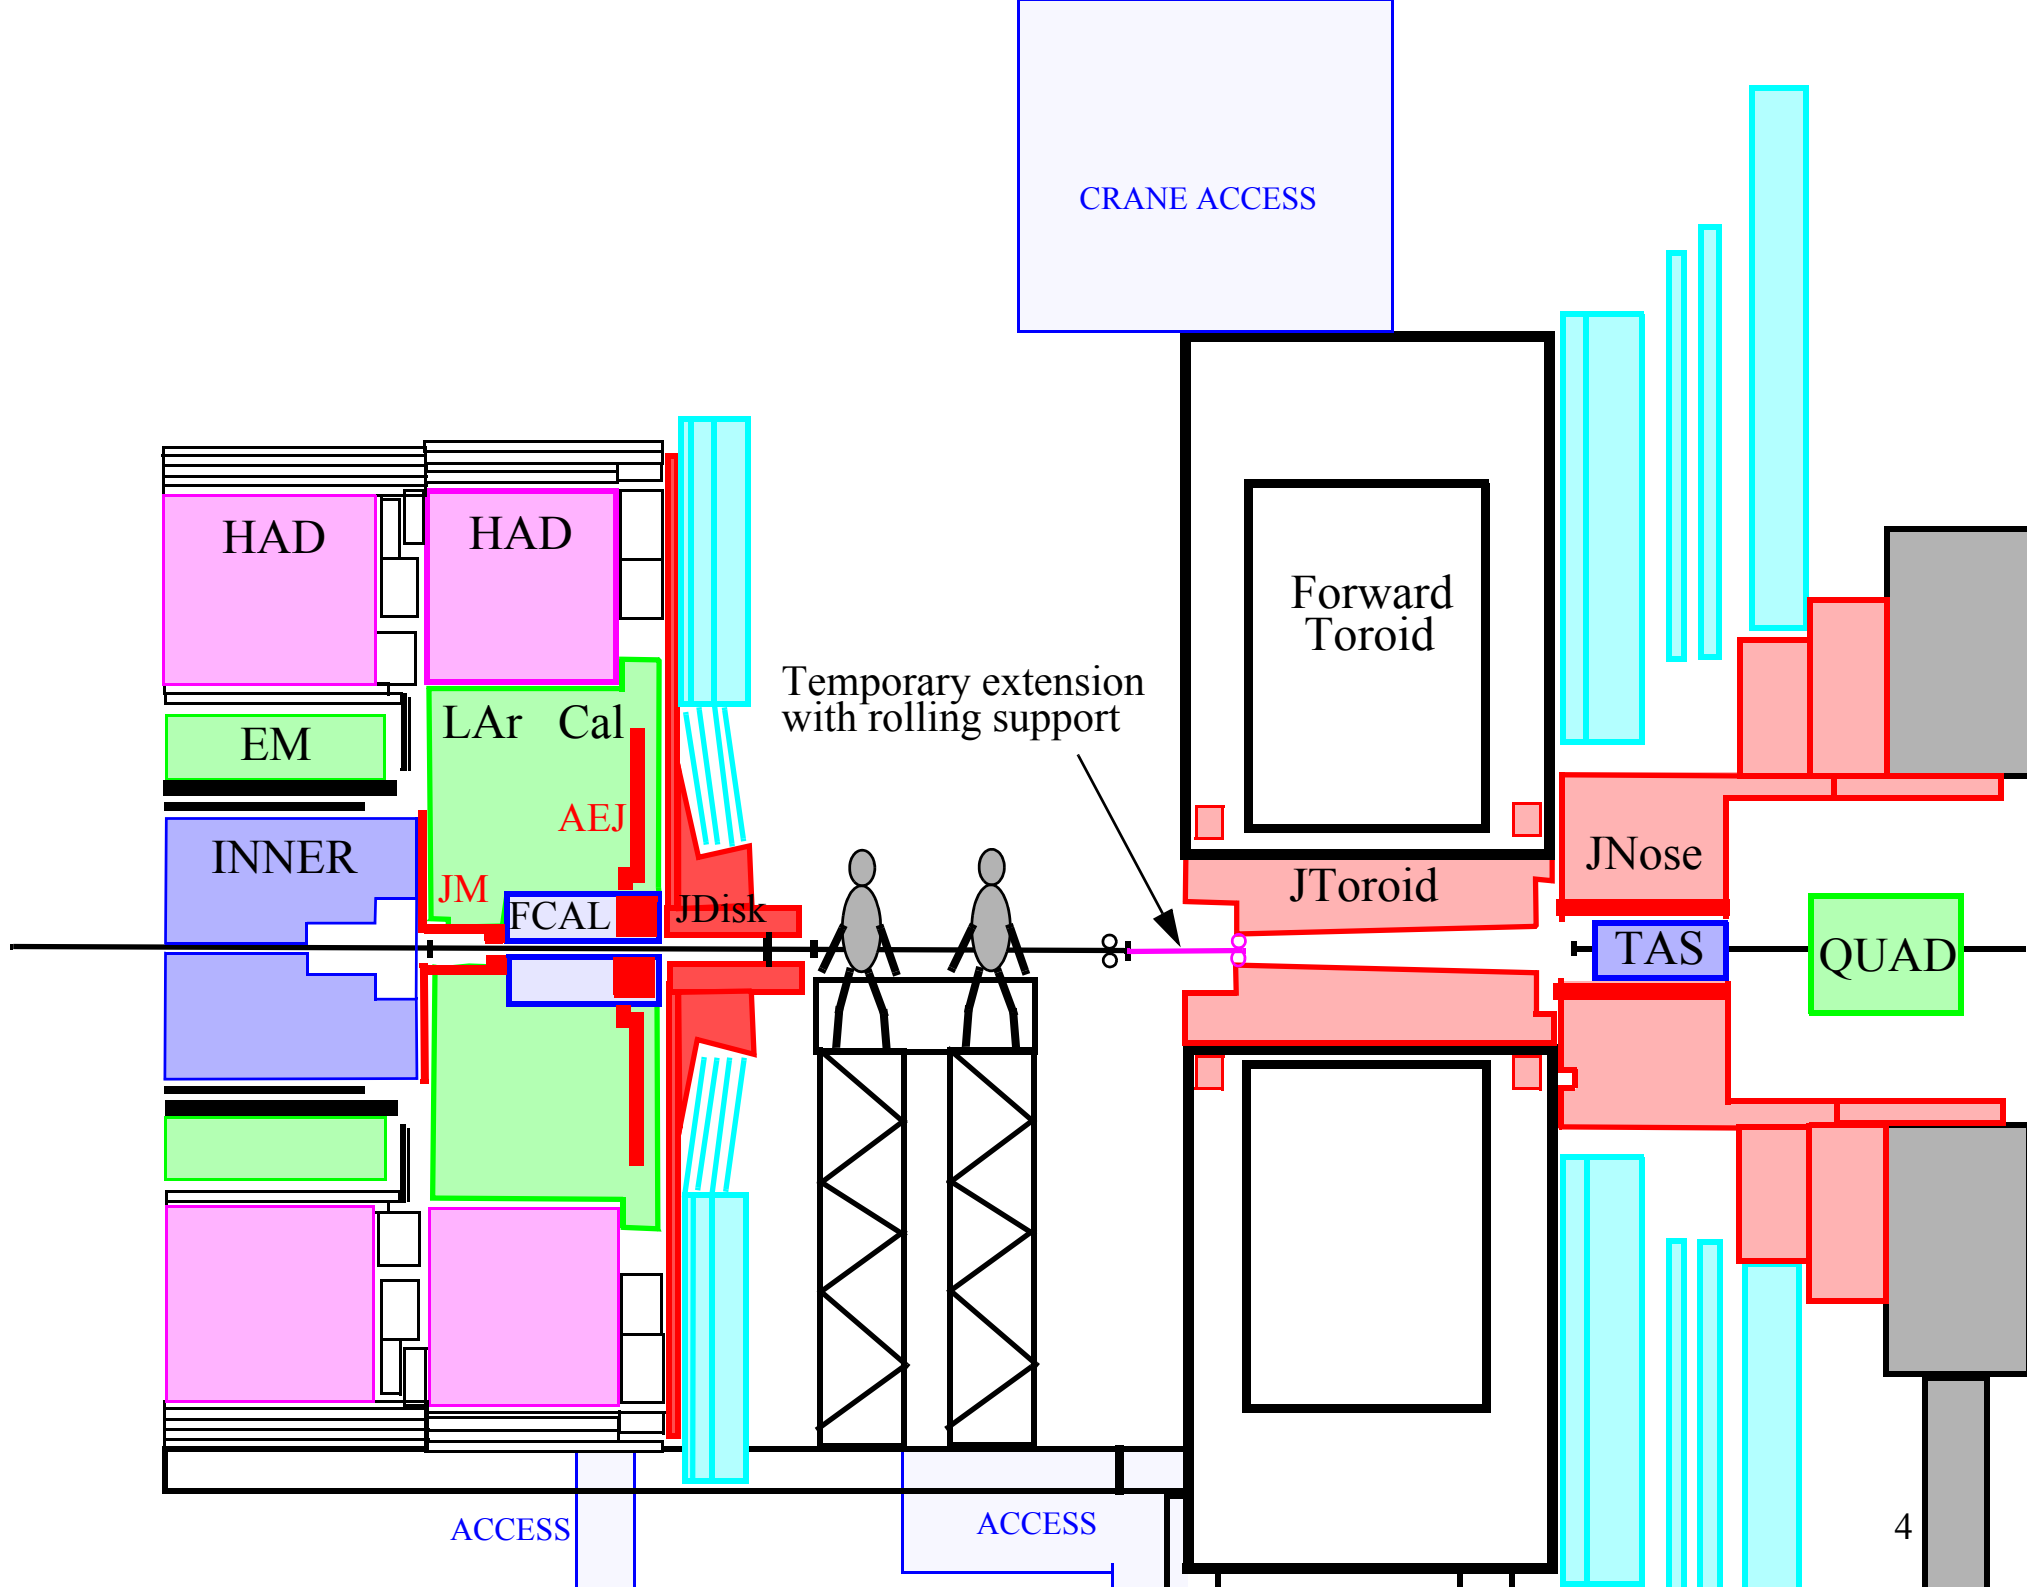 CRANE ACCESS
HAD
HAD
Forward
Toroid
Temporary extension
with rolling support
LAr Cal
EM
AEJ
INNER
JM
FCAL
JDisk
JToroid
JNose
TAS
QUAD
ACCESS
ACCESS
4